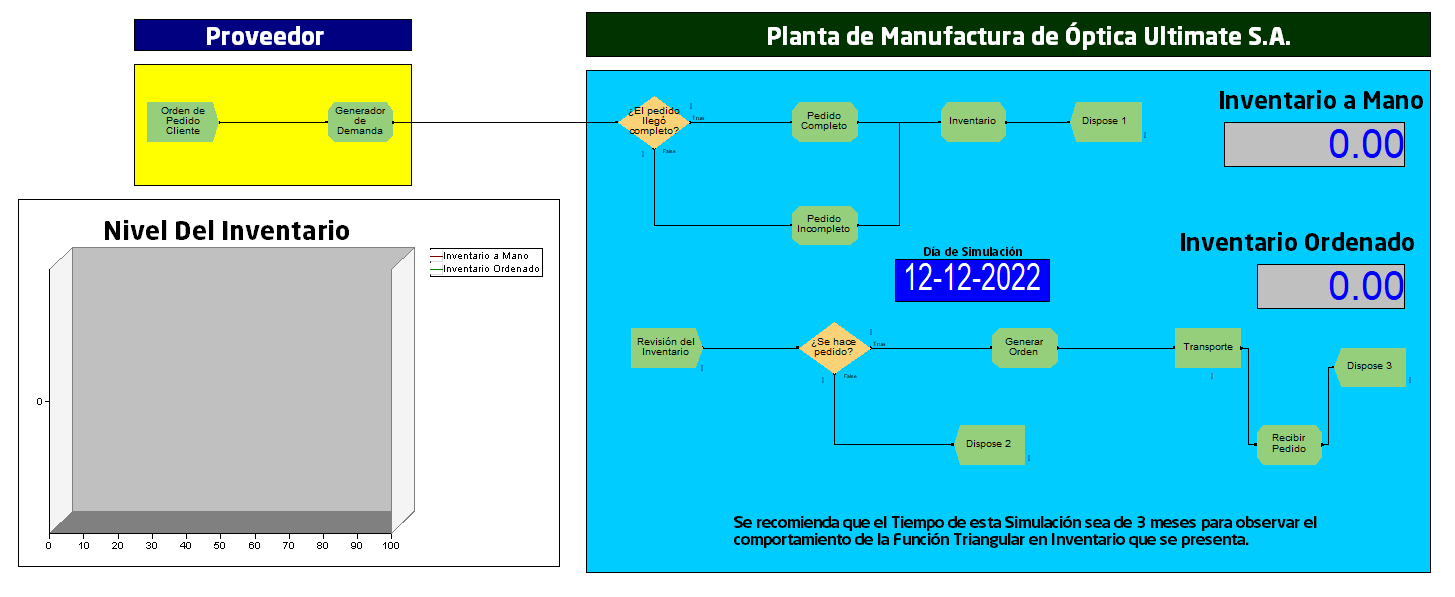 Proveedor
Orden de
Pedido
Cliente
Generador
de
Demanda
Planta de Manufactura de Óptica Ultimate S.A.
¿El pedido
llegó
completo?
True
False
Pedido
Completo
Inventario
Dispose 1
Pedido
Incompleto
Inventario a Mano
0.00
Inventario Ordenado
0.00
Día de Simulación
12-12-2022
Revisión del
Inventario
¿Se hace
pedido?
True
False
Generar
Orden
Transporte
Dispose 3
Dispose 2
Recibir
Pedido
Se recomienda que el Tiempo de esta Simulación sea de 3 meses para observar el
comportamiento de la Función Triangular en Inventario que se presenta.
Nivel Del Inventario
Inventario a Mano
Inventario Ordenado
0
0 10 20 30 40 50 60 70 80 90 100